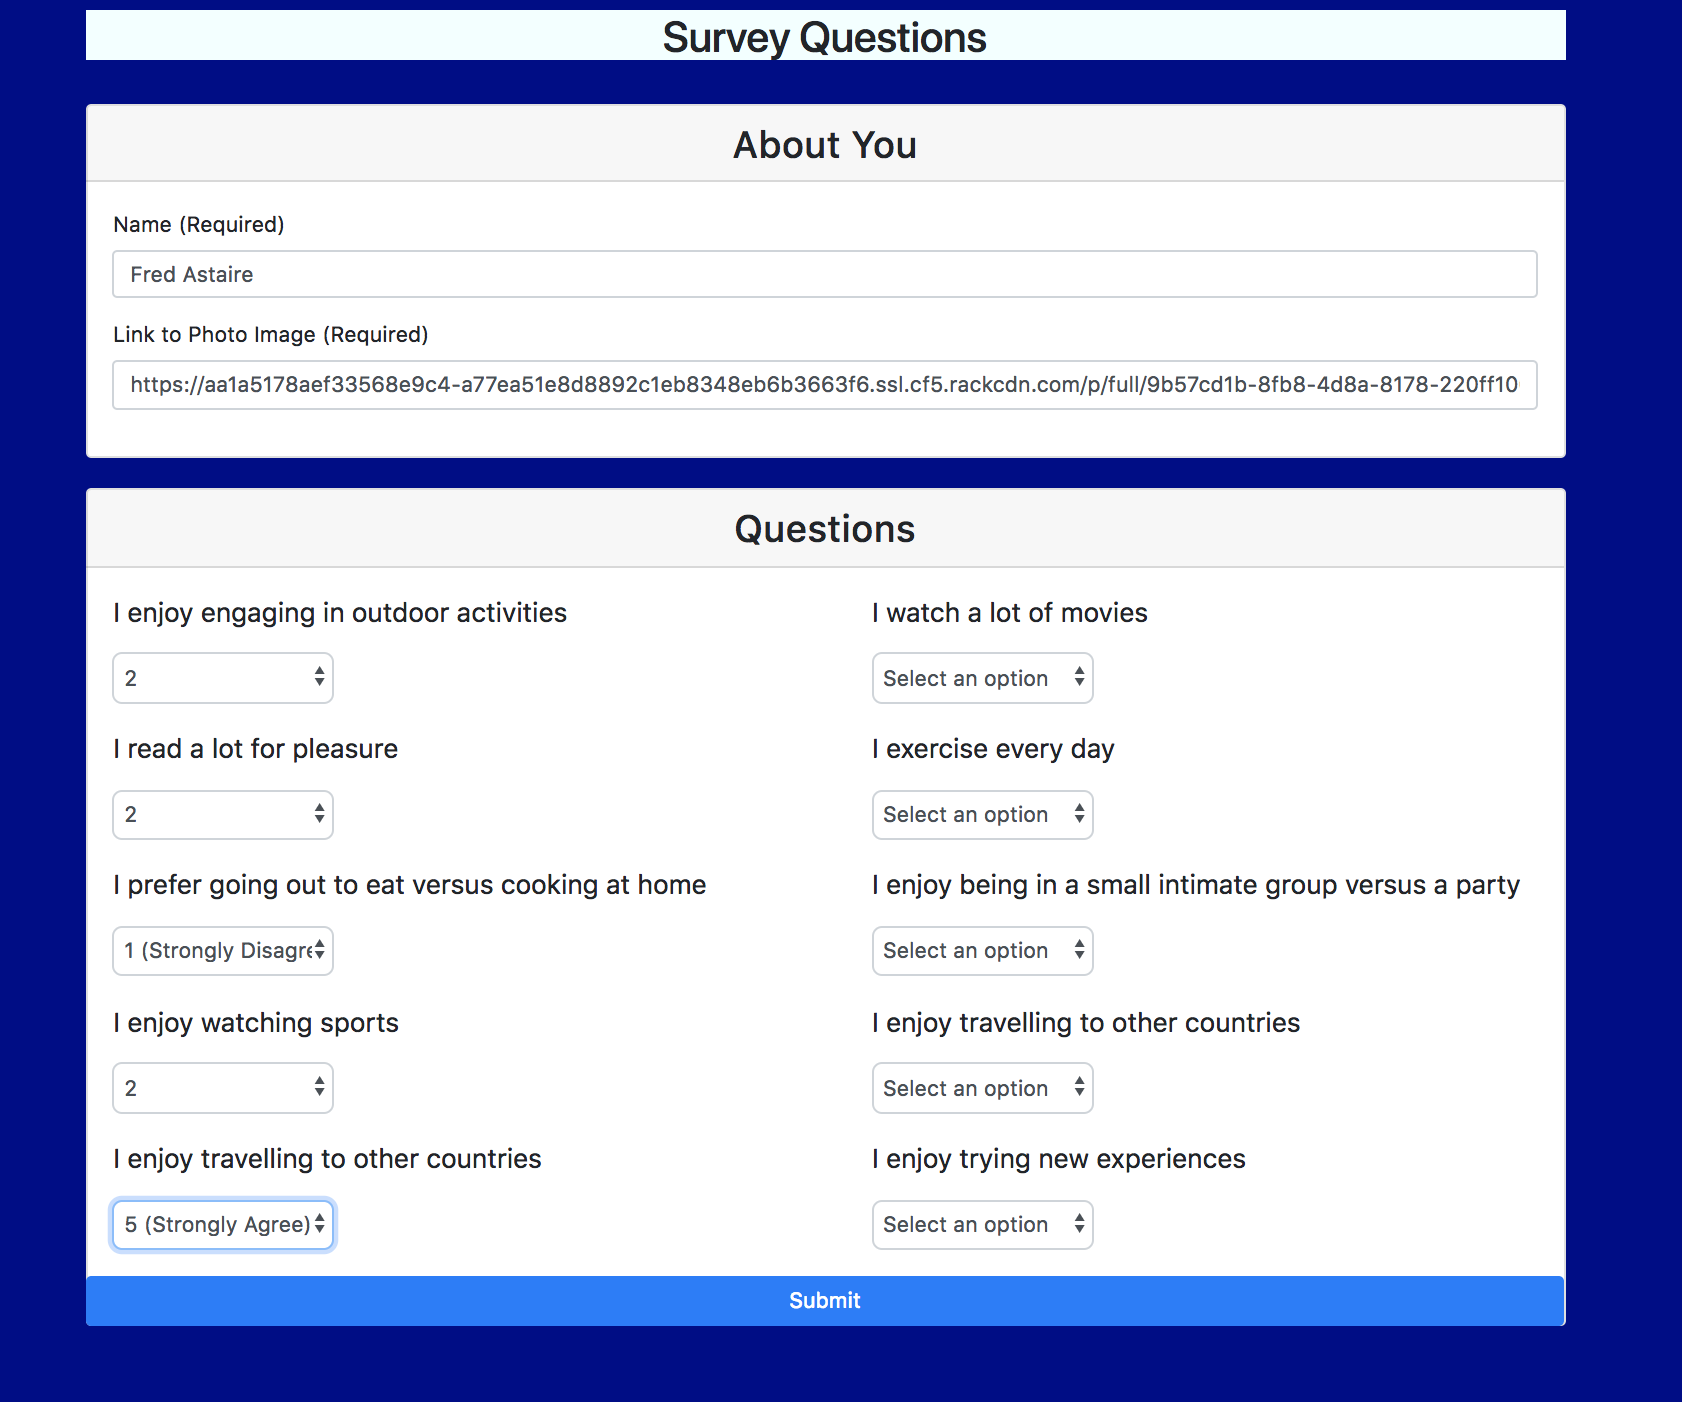 Survey Questions
About You
Name (Required)
Fred Astaire
Link to Photo Image (Required)
https://aa1a5178aef33568e9c4-a77ea51e8d8892c1eb8348eb6b3663f6.ssl.cf5.rackcdn.com/p/full/9b57cd1b-8fb8-4d8a-8178-220ff10
Questions
I enjoy engaging in outdoor activities
2
I read a lot for pleasure
2
I prefer going out to eat versus cooking at home
1 (Strongly Disagre
I enjoy watching sports
2
I enjoy travelling to other countries
5 (Strongly Agree)
I watch a lot of movies
Select an option
I exercise every day
Select an option
I enjoy being in a small intimate group versus a party
Select an option
I enjoy travelling to other countries
Select an option
I enjoy trying new experiences
Select an option
Submit